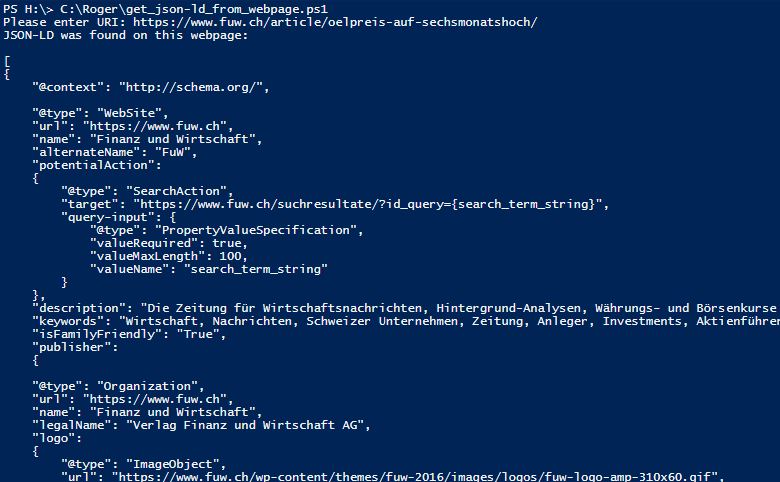 PS H:\> C:\Roger\get_json-ld_from_webpage.ps1
Please enter URI: https://www.fuw.ch/article/oelpreis-auf-sechsmonatshoch/
JSON-LD was found on this webpage:
[
{
"@context": "http://schema.org/",
"@type": "WebSite",
"url": "https://www.fuw.ch",
"name": "Finanz und Wirtschaft",
"alternateName": "FuW",
"potentialAction":
{
"@type": "SearchAction",
"target": "https://www.fuw.ch/suchresultate/?id_query={search_term_string}",
"query-input": {
"@type": "PropertyValueSpecification",
"valueRequired": true,
"valueMaxLength": 100,
"valueName": "search_term_string"
}
},
"description": "Die Zeitung für Wirtschaftsnachrichten, Hintergrund-Analysen, Währungs- und Börsenkurse
"keywords": "Wirtschaft, Nachrichten, Schweizer Unternehmen, Zeitung, Anleger, Investments, Aktienführer
"isFamilyFriendly": "True",
"publisher":
{
"@type": "Organization",
"url": "https://www.fuw.ch",
"name": "Finanz und Wirtschaft",
"legalName": "Verlag Finanz und Wirtschaft AG",
"logo":
{
"@type": "ImageObject",
"url": "https://www.fuw.ch/wp-content/themes/fuw-2016/images/logos/fuw-logo-amp-310x60.gif",